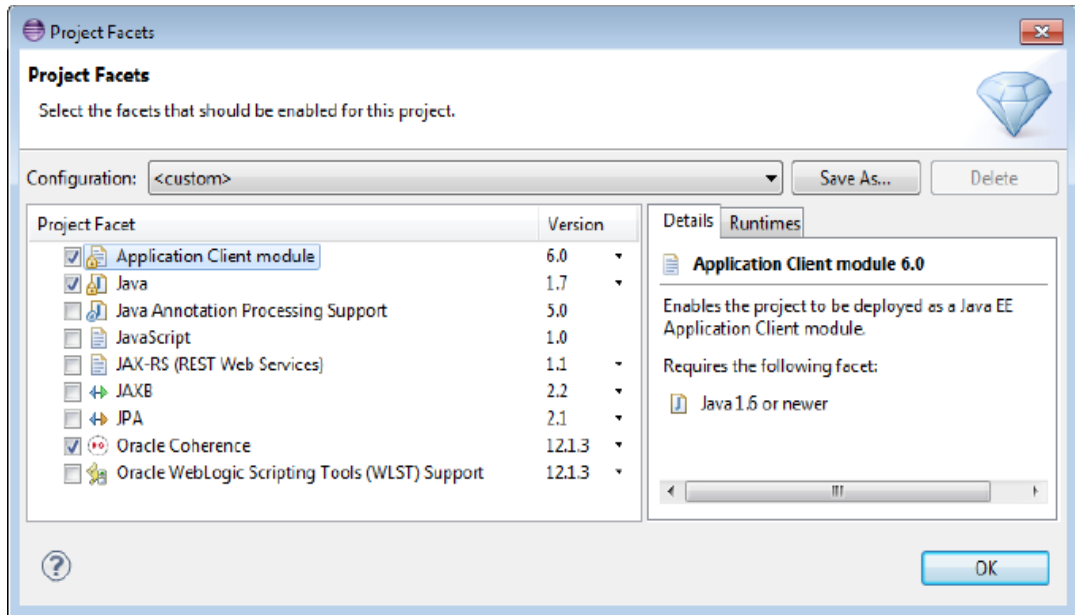 Project Facets
Project Facets
Select the facets that should be enabled for this project.
Configuration: <custom> Save As... Delete
Project Facet Version
Application Client module 6.0
Java 1.7
Java Annotation Processing Support 5.0
JavaScript 1.0
JAX-RS (REST Web Services) 1.1
JAXB 2.2
JPA 2.1
Oracle Coherence 12.1.3
Oracle WebLogic Scripting Tools (WLST) Support 12.1.3
Details Runtimes
Application Client module 6.0
Enables the project to be deployed as a Java EE
Application Client module.
Requires the following facet:
Java 1.6 or newer
OK